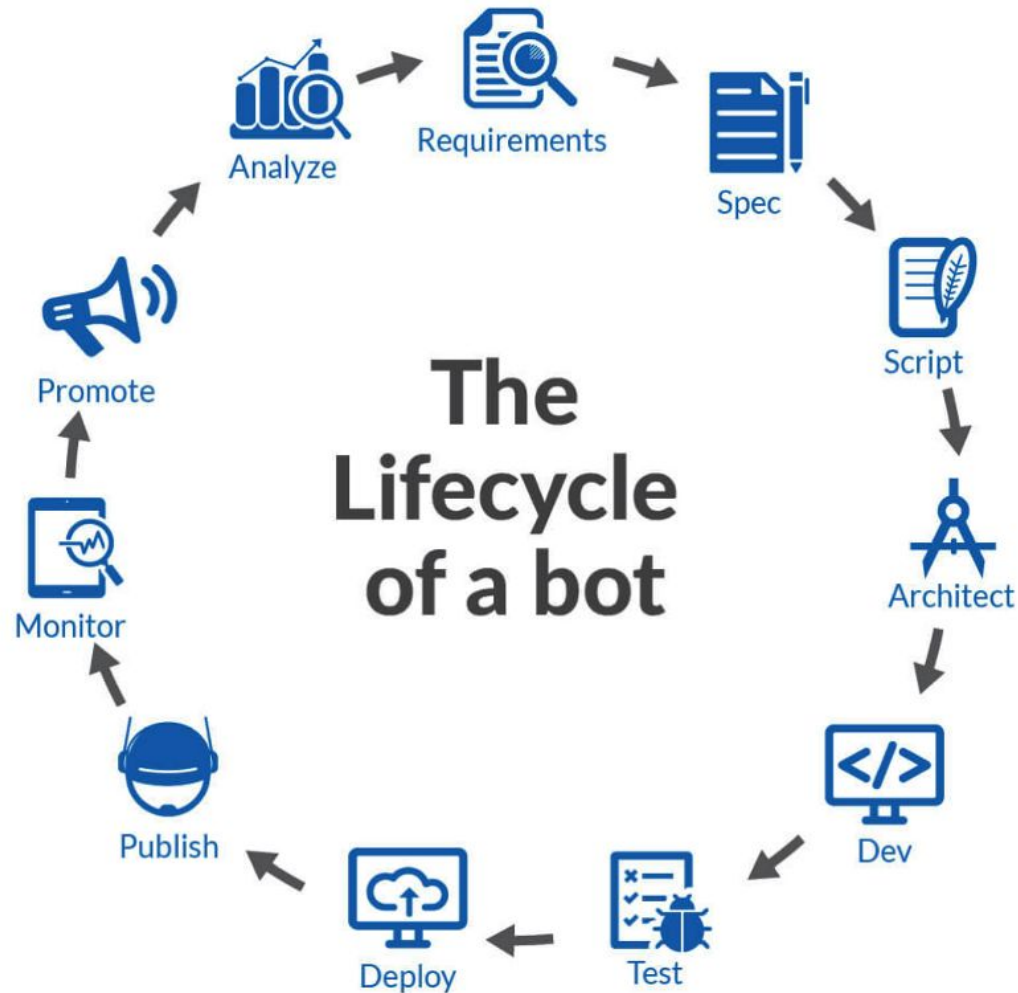 Requirements
Analyze
Spec
Script
Promote
The
Lifecycle
of a bot
Architect
Monitor
Publish
Dev
Deploy
Test